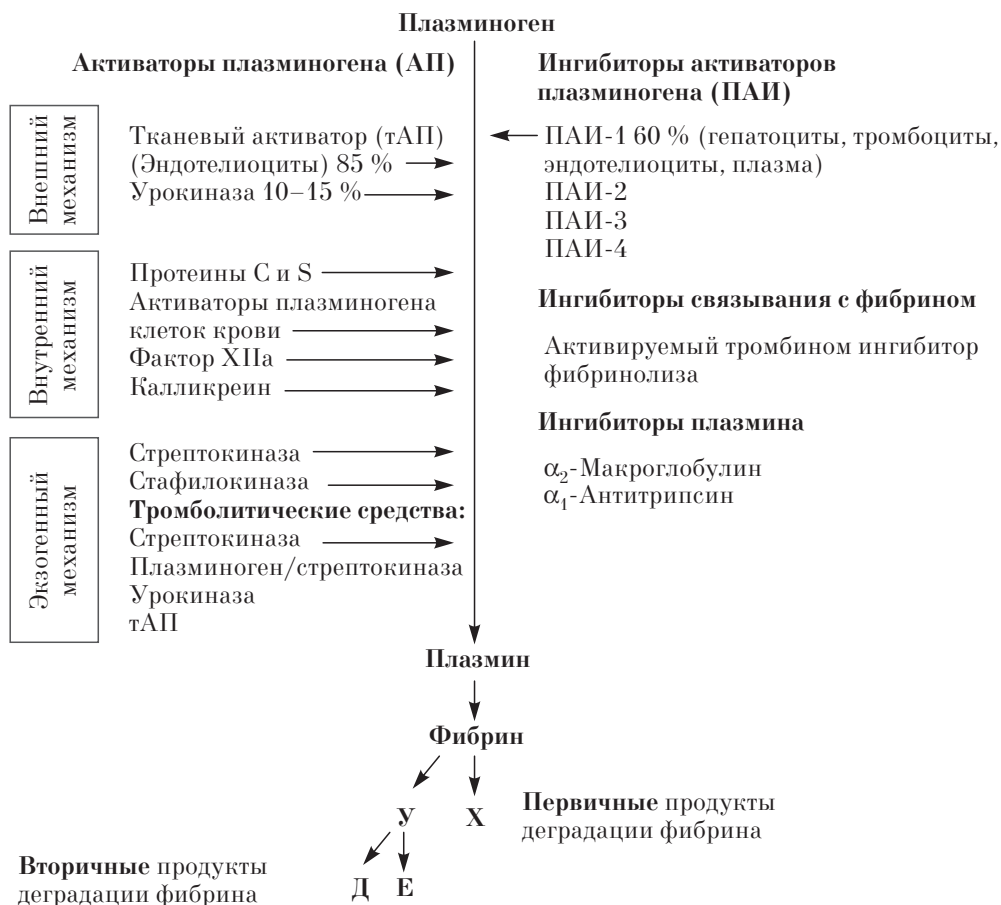 Плазминоген
Активаторы плазминогена (АП)
Внешний
механизм
Тканевый активатор (тАП)
(Эндотелиоциты) 85 %
Урокиназа 10–15 %
Внутренний
механизм
Протеины C и S
Активаторы плазминогена
клеток крови
Фактор XIIa
Калликреин
Экзогенный
механизм
Стрептокиназа
Стафилокиназа
Тромболитические средства:
Стрептокиназа
Плазминоген/стрептокиназа
Урокиназа
тАП
Ингибиторы активаторов
плазминогена (ПАИ)
ПАИ-1 60 % (гепатоциты, тромбоциты,
эндотелиоциты, плазма)
ПАИ-2
ПАИ-3
ПАИ-4
Ингибиторы связывания с фибрином
Активируемый тромбином ингибитор
фибринолиза
Ингибиторы плазмина
α₂-Макроглобулин
α₁-Антитрипсин
Плазмин
Фибрин
У Х
Первичные продукты
деградации фибрина
Вторичные продукты
деградации фибрина
Д Е